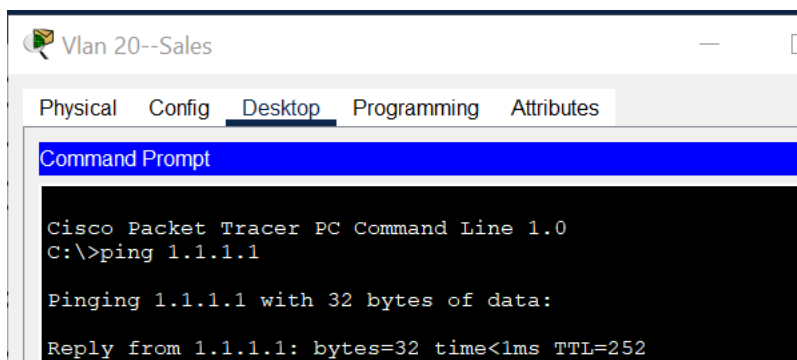 Vlan 20--Sales
Physical Config Desktop Programming Attributes
Command Prompt
Cisco Packet Tracer PC Command Line 1.0
C:\>ping 1.1.1.1
Pinging 1.1.1.1 with 32 bytes of data:
Reply from 1.1.1.1: bytes=32 time<1ms TTL=252